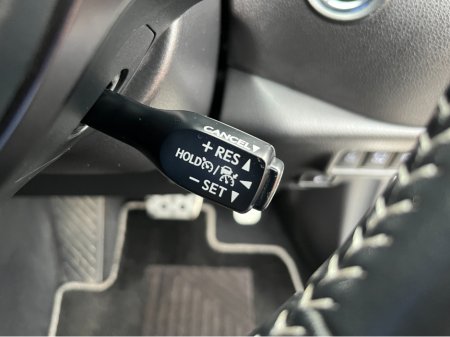 CANCEL
+ RES
HOLD /
− SET